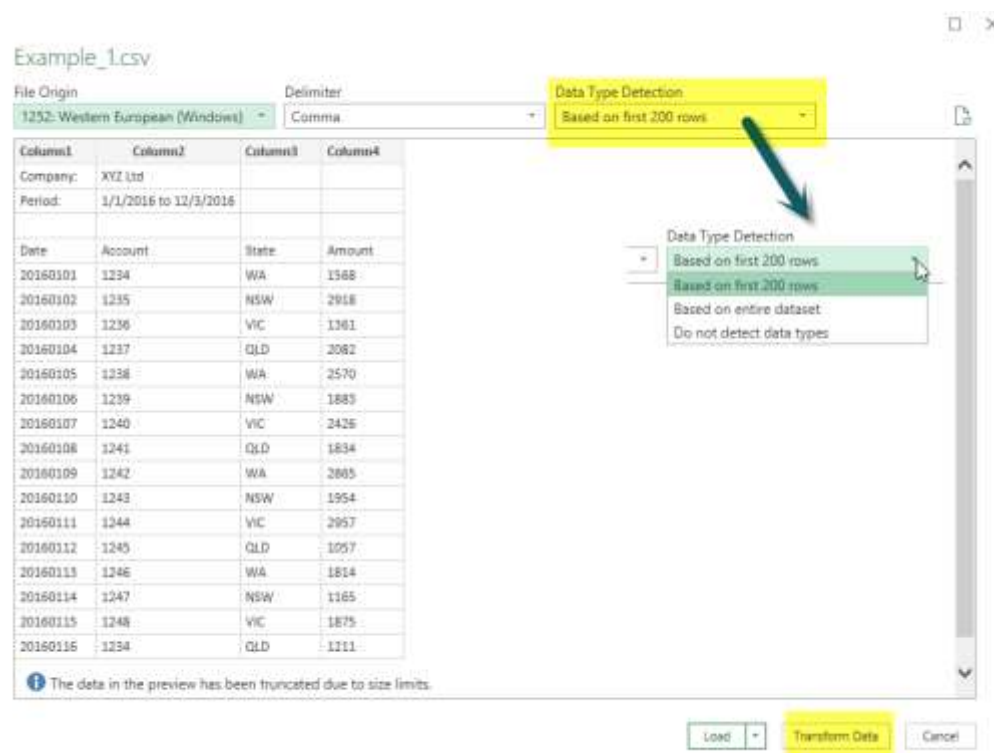 Example_1.csv
File Origin Delimiter Data Type Detection
1252: Western European (Windows) Comma Based on first 200 rows
Column1 Column2 Column3 Column4
Company: XYZ Ltd
Period: 1/1/2016 to 12/3/2016
Date Account State Amount
20160101 1234 WA 1568
20160102 1235 NSW 2918
20160103 1236 VIC 1361
20160104 1237 QLD 2082
20160105 1238 WA 2570
20160106 1239 NSW 1883
20160107 1240 VIC 2426
20160108 1241 QLD 1834
20160109 1242 WA 2865
20160110 1243 NSW 1954
20160111 1244 VIC 2957
20160112 1245 QLD 1057
20160113 1246 WA 1814
20160114 1247 NSW 1165
20160115 1248 VIC 1875
20160116 1234 QLD 1211
Data Type Detection
Based on first 200 rows
Based on first 200 rows
Based on entire dataset
Do not detect data types
The data in the preview has been truncated due to size limits.
Load Transform Data Cancel